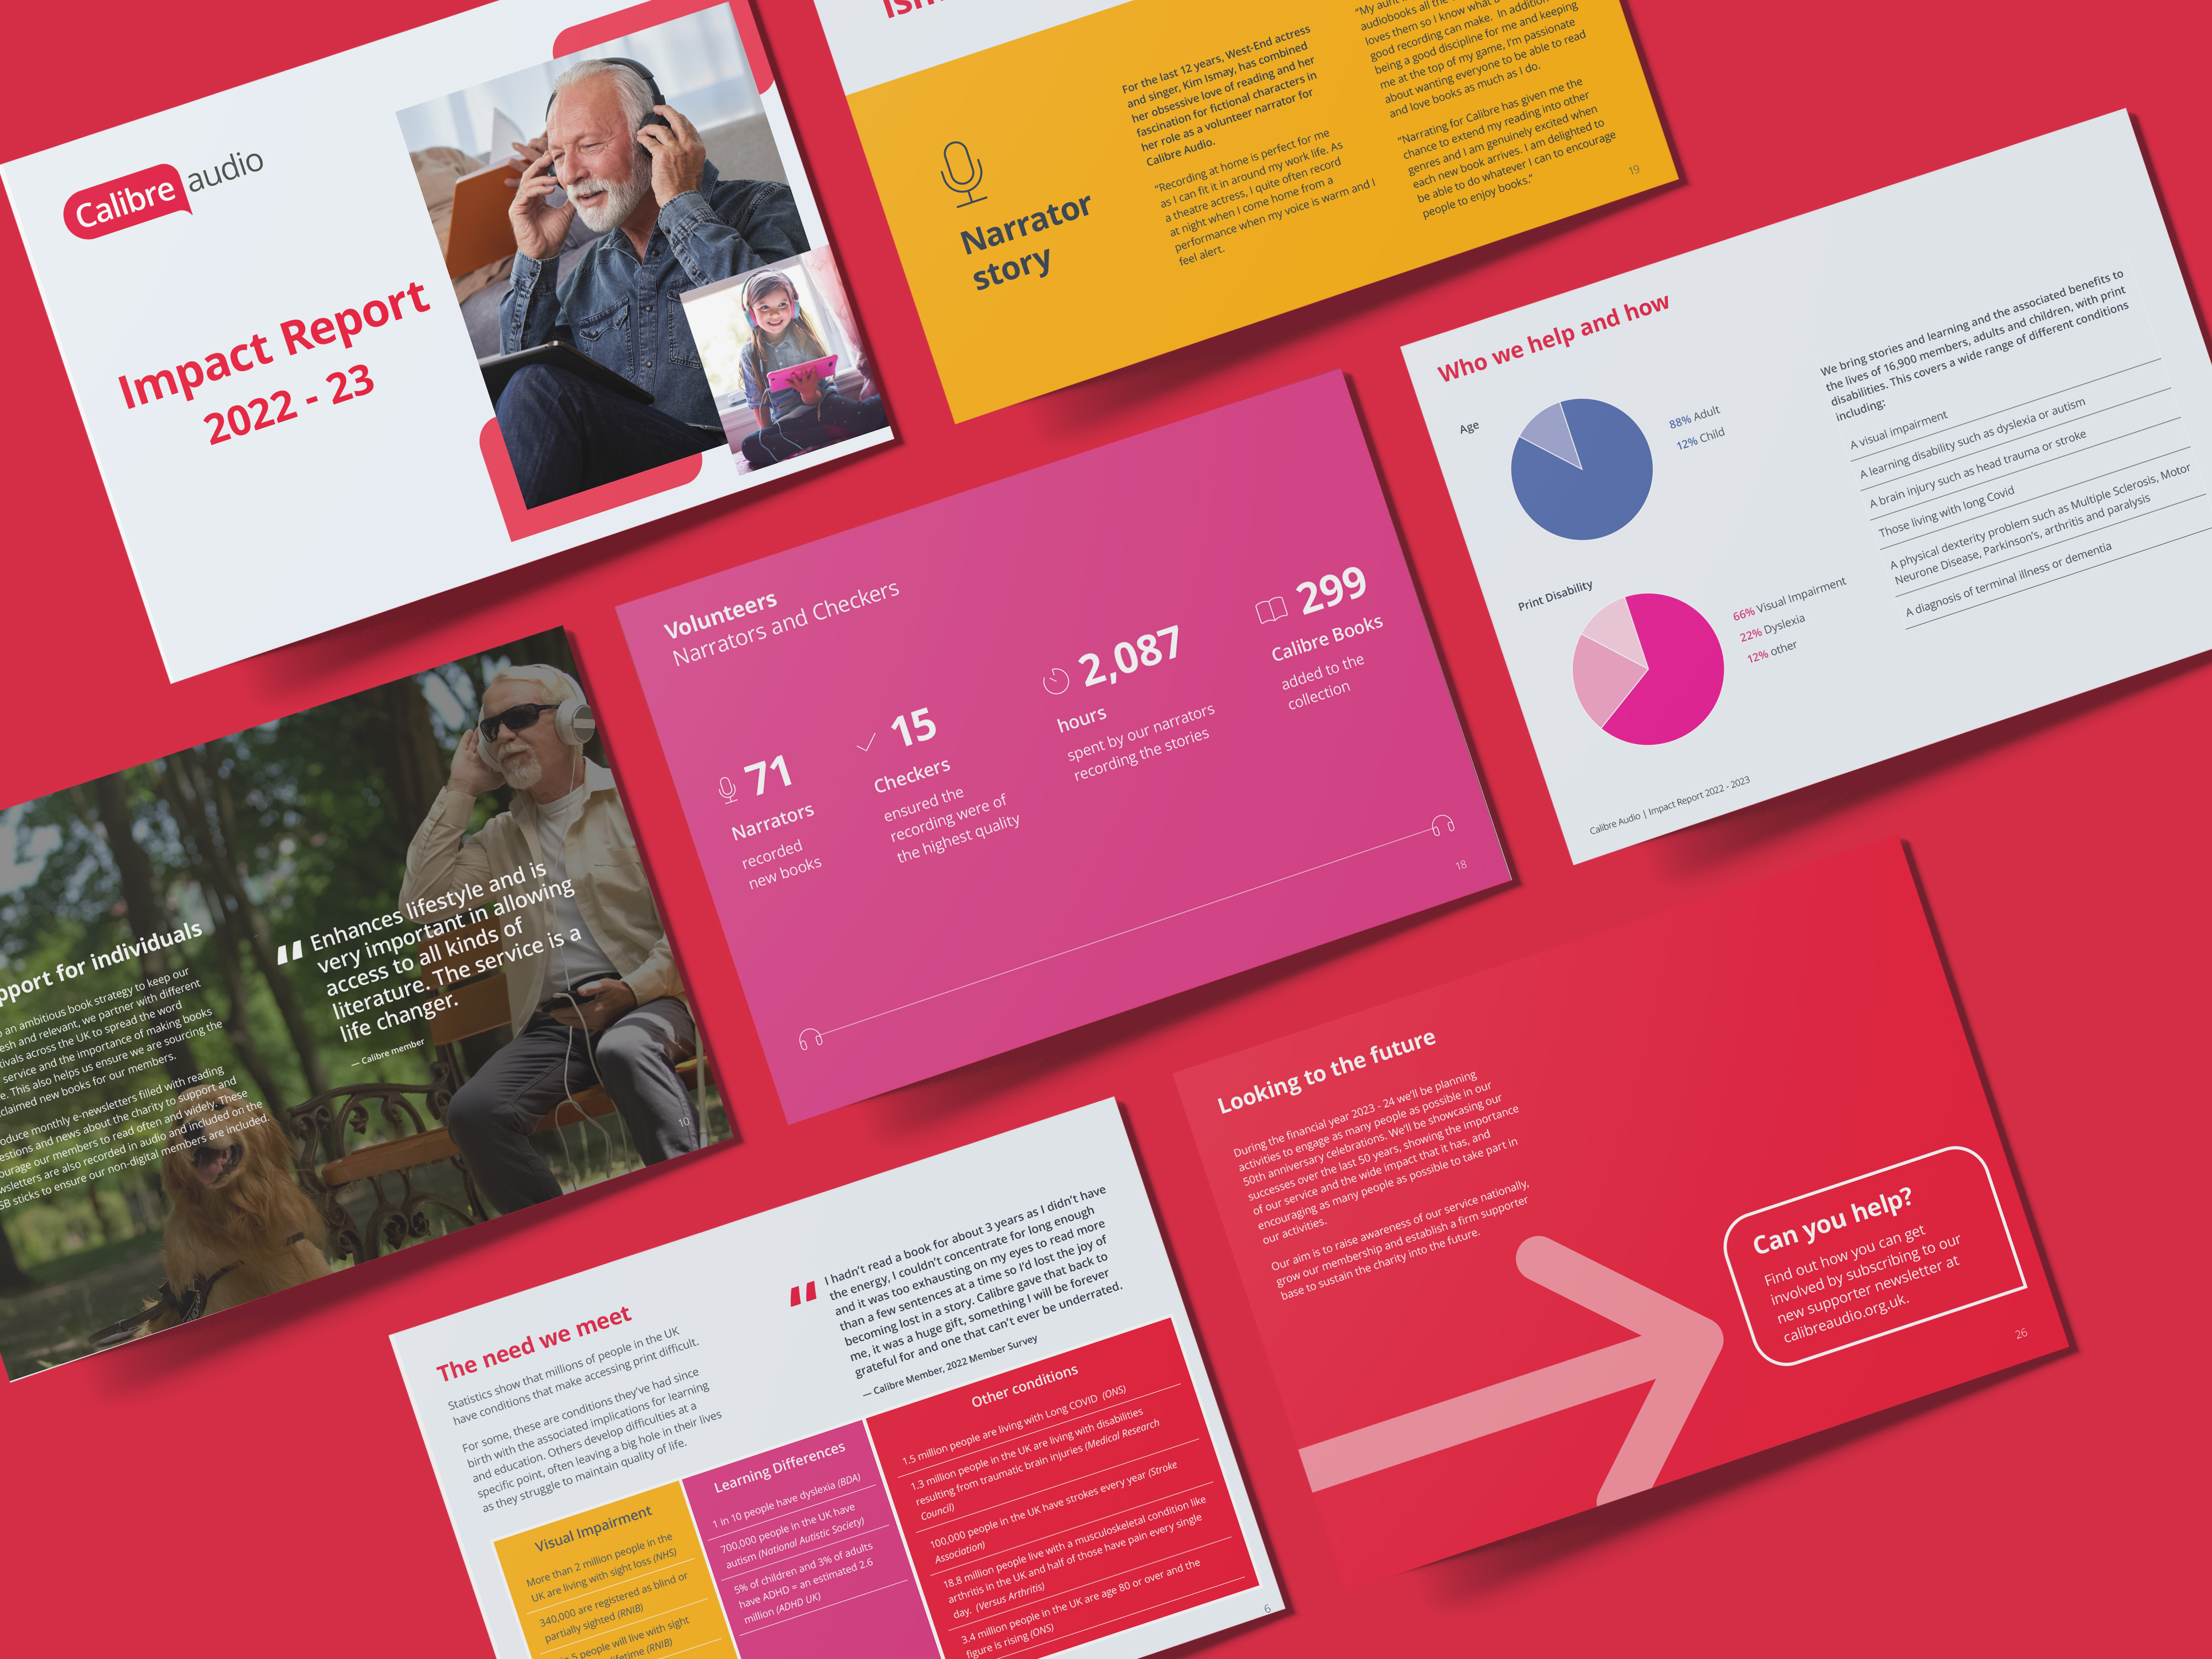 Calibre audio
Impact Report
2022 - 23
Narrator
story
For the last 12 years, West-End actress
and singer, Kim Ismay, has combined
her obsessive love of reading and her
fascination for fictional characters in
her role as a volunteer narrator for
Calibre Audio.
“Recording at home is perfect for me
as I can fit it in around my work life. As
a theatre actress, I quite often record
at night when I come home from a
performance when my voice is warm and I
feel alert.
“My aunt
audiobooks all the
loves them so I know what a
good recording can make. In addition
being a good discipline for me and keeping
me at the top of my game, I'm passionate
about wanting everyone to be able to read
and love books as much as I do.
“Narrating for Calibre has given me the
chance to extend my reading into other
genres and I am genuinely excited when
each new book arrives. I am delighted to
be able to do whatever I can to encourage
people to enjoy books.”
19
Who we help and how
Age
88% Adult
12% Child
Print Disability
66% Visual Impairment
22% Dyslexia
12% other
We bring stories and learning and the associated benefits to
the lives of 16,900 members, adults and children, with print
disabilities. This covers a wide range of different conditions
including:
A visual impairment
A learning disability such as dyslexia or autism
A brain injury such as head trauma or stroke
Those living with long Covid
A physical dexterity problem such as Multiple Sclerosis, Motor
Neurone Disease, Parkinson's, arthritis and paralysis
A diagnosis of terminal illness or dementia
Calibre Audio | Impact Report 2022 - 2023
Volunteers
Narrators and Checkers
71
Narrators
recorded
new books
15
Checkers
ensured the
recording were of
the highest quality
2,087
hours
spent by our narrators
recording the stories
299
Calibre Books
added to the
collection
18
pport for individuals
an ambitious book strategy to keep our
esh and relevant, we partner with different
tivals across the UK to spread the word
service and the importance of making books
e. This also helps us ensure we are sourcing the
claimed new books for our members.
oduce monthly e-newsletters filled with reading
estions and news about the charity to support and
ourage our members to read often and widely. These
wsletters are also recorded in audio and included on the
SB sticks to ensure our non-digital members are included.
“ Enhances lifestyle and is
very important in allowing
access to all kinds of
literature. The service is a
life changer.
— Calibre member
10
The need we meet
Statistics show that millions of people in the UK
have conditions that make accessing print difficult.
For some, these are conditions they've had since
birth with the associated implications for learning
and education. Others develop difficulties at a
specific point, often leaving a big hole in their lives
as they struggle to maintain quality of life.
“ I hadn't read a book for about 3 years as I didn't have
the energy, I couldn't concentrate for long enough
and it was too exhausting on my eyes to read more
than a few sentences at a time so I'd lost the joy of
becoming lost in a story. Calibre gave that back to
me, it was a huge gift, something I will be forever
grateful for and one that can't ever be underrated.
— Calibre Member, 2022 Member Survey
Visual Impairment
More than 2 million people in the
UK are living with sight loss (NHS)
340,000 are registered as blind or
partially sighted (RNIB)
5 people will live with sight
lifetime (RNIB)
Learning Differences
1 in 10 people have dyslexia (BDA)
700,000 people in the UK have
autism (National Autistic Society)
5% of children and 3% of adults
have ADHD = an estimated 2.6
million (ADHD UK)
Other conditions
1.5 million people are living with Long COVID (ONS)
1.3 million people in the UK are living with disabilities
resulting from traumatic brain injuries (Medical Research
Council)
100,000 people in the UK have strokes every year (Stroke
Association)
18.8 million people live with a musculoskeletal condition like
arthritis in the UK and half of those have pain every single
day. (Versus Arthritis)
3.4 million people in the UK are age 80 or over and the
figure is rising (ONS)
6
Looking to the future
During the financial year 2023 - 24 we'll be planning
activities to engage as many people as possible in our
50th anniversary celebrations. We'll be showcasing our
successes over the last 50 years, showing the importance
of our service and the wide impact that it has, and
encouraging as many people as possible to take part in
our activities.
Our aim is to raise awareness of our service nationally,
grow our membership and establish a firm supporter
base to sustain the charity into the future.
Can you help?
Find out how you can get
involved by subscribing to our
new supporter newsletter at
calibreaudio.org.uk.
26